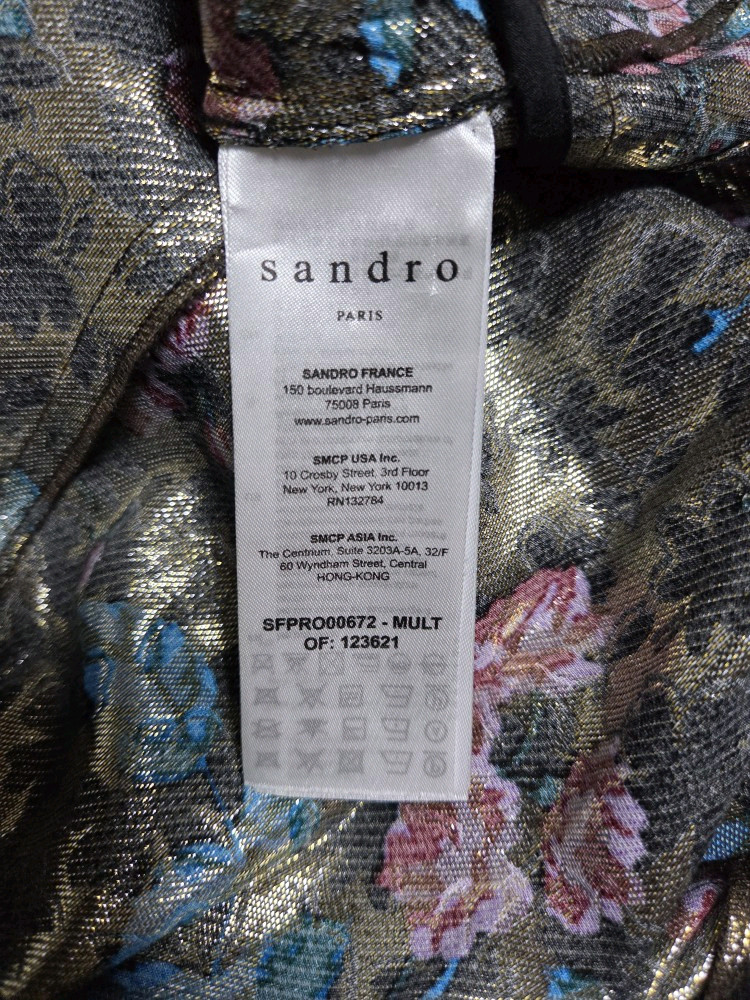 sandro
PARIS
SANDRO FRANCE
150 boulevard Haussmann
75008 Paris
www.sandro-paris.com
SMCP USA Inc.
10 Crosby Street, 3rd Floor
New York, New York 10013
RN132784
SMCP ASIA Inc.
The Centrium, Suite 3203A-5A, 32/F
60 Wyndham Street, Central
HONG-KONG
SFPRO00672 - MULT
OF: 123621